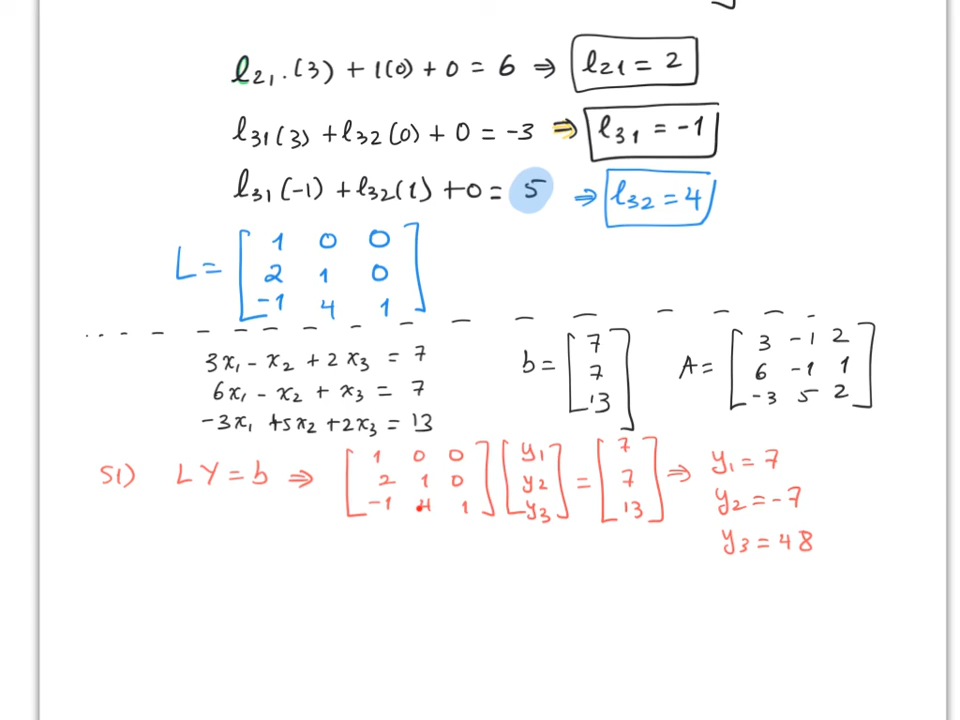 l21 . (3) + 1(0) + 0 = 6 ⇒ l21 = 2
l31 (3) + l32 (0) + 0 = -3 ⇒ l31 = -1
l31 (-1) + l32 (1) + 0 = 5 ⇒ l32 = 4
L = [ 1 0 0
2 1 0
-1 4 1 ]
3x1 - x2 + 2x3 = 7
6x1 - x2 + x3 = 7
-3x1 + 5x2 + 2x3 = 13
b = [ 7
7
13 ]
A = [ 3 -1 2
6 -1 1
-3 5 2 ]
S1) LY = b ⇒ [ 1 0 0
2 1 0
-1 4 1 ]
[ y1
y2
y3 ]
= [ 7
7
13 ]
⇒ y1 = 7
y2 = -7
y3 = 48